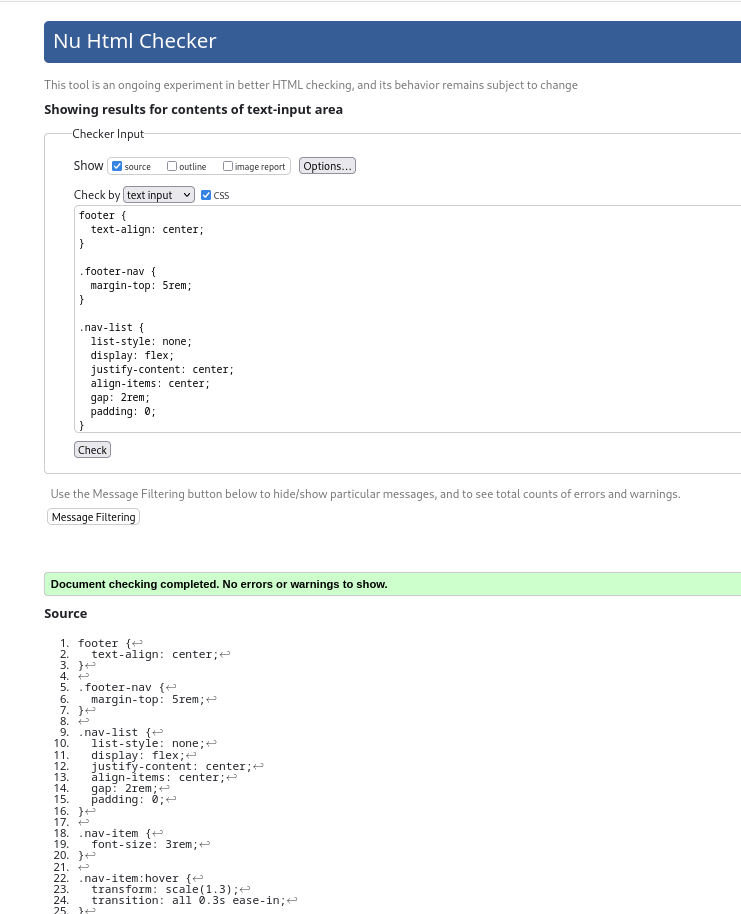 Nu Html Checker
This tool is an ongoing experiment in better HTML checking, and its behavior remains subject to change
Showing results for contents of text-input area
Checker Input
Show source outline image report Options...
Check by text input CSS
footer {
  text-align: center;
}

.footer-nav {
  margin-top: 5rem;
}

.nav-list {
  list-style: none;
  display: flex;
  justify-content: center;
  align-items: center;
  gap: 2rem;
  padding: 0;
}
Check
Use the Message Filtering button below to hide/show particular messages, and to see total counts of errors and warnings.
Message Filtering
Document checking completed. No errors or warnings to show.
Source
1. footer {↩
2.   text-align: center;↩
3. }↩
4. ↩
5. .footer-nav {↩
6.   margin-top: 5rem;↩
7. }↩
8. ↩
9. .nav-list {↩
10.   list-style: none;↩
11.   display: flex;↩
12.   justify-content: center;↩
13.   align-items: center;↩
14.   gap: 2rem;↩
15.   padding: 0;↩
16. }↩
17. ↩
18. .nav-item {↩
19.   font-size: 3rem;↩
20. }↩
21. ↩
22. .nav-item:hover {↩
23.   transform: scale(1.3);↩
24.   transition: all 0.3s ease-in;↩
25. }↩